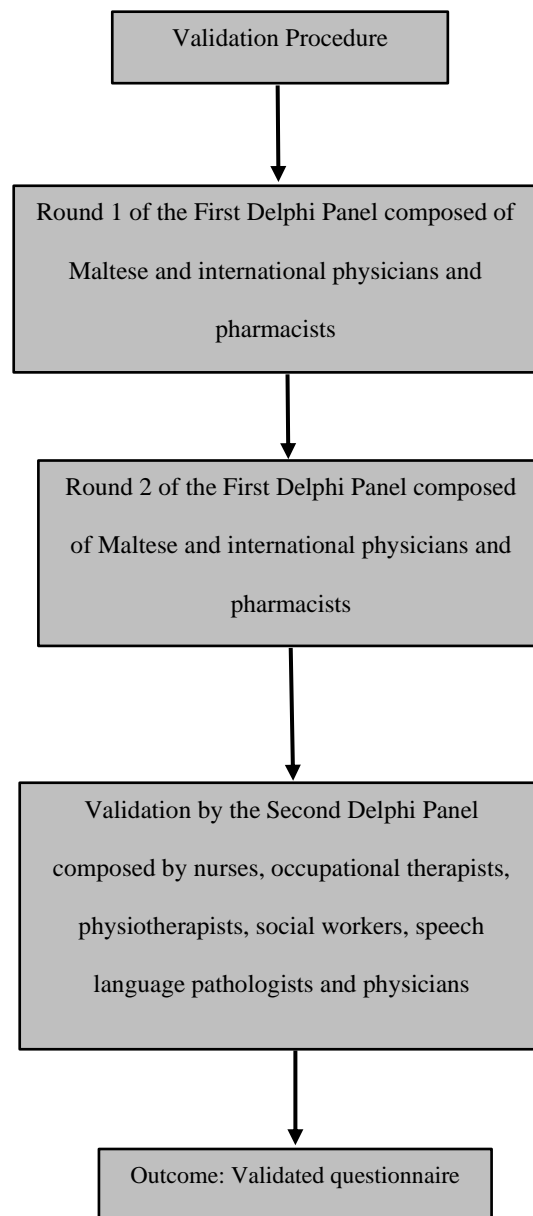 Validation Procedure
Round 1 of the First Delphi Panel composed of
Maltese and international physicians and
pharmacists
Round 2 of the First Delphi Panel composed
of Maltese and international physicians and
pharmacists
Validation by the Second Delphi Panel
composed by nurses, occupational therapists,
physiotherapists, social workers, speech
language pathologists and physicians
Outcome: Validated questionnaire